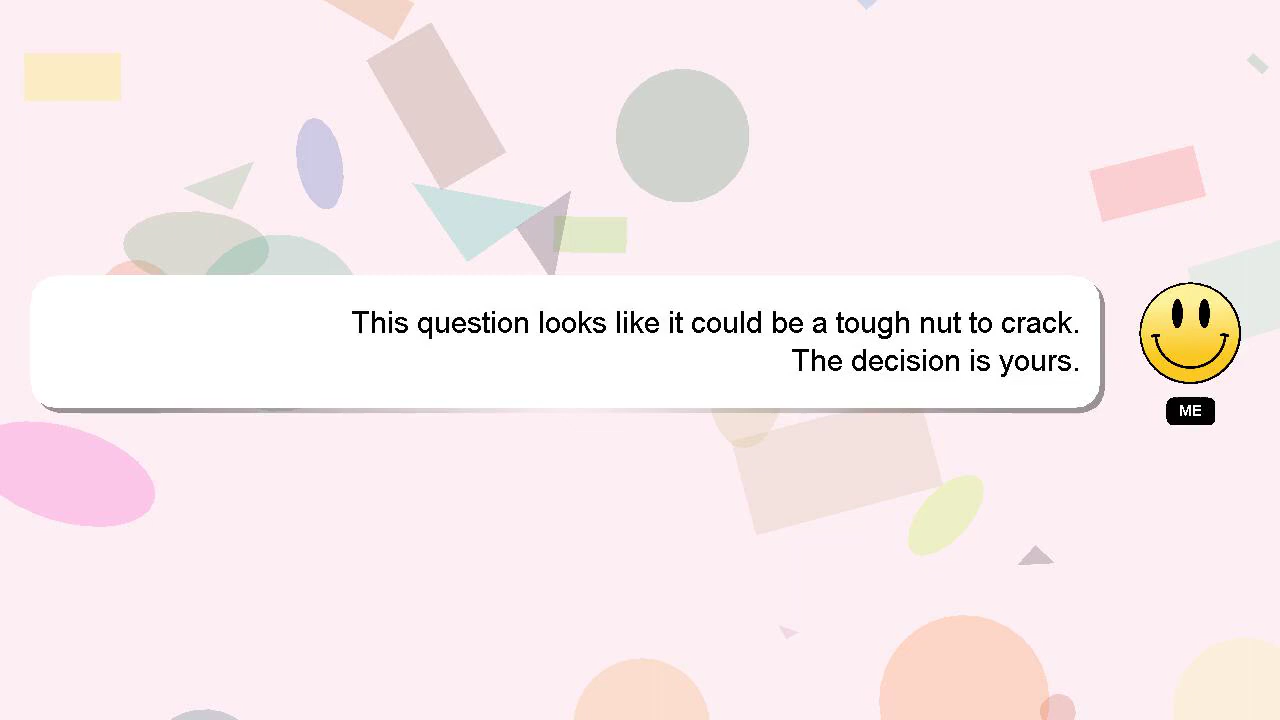 This question looks like it could be a tough nut to crack.
The decision is yours.
ME